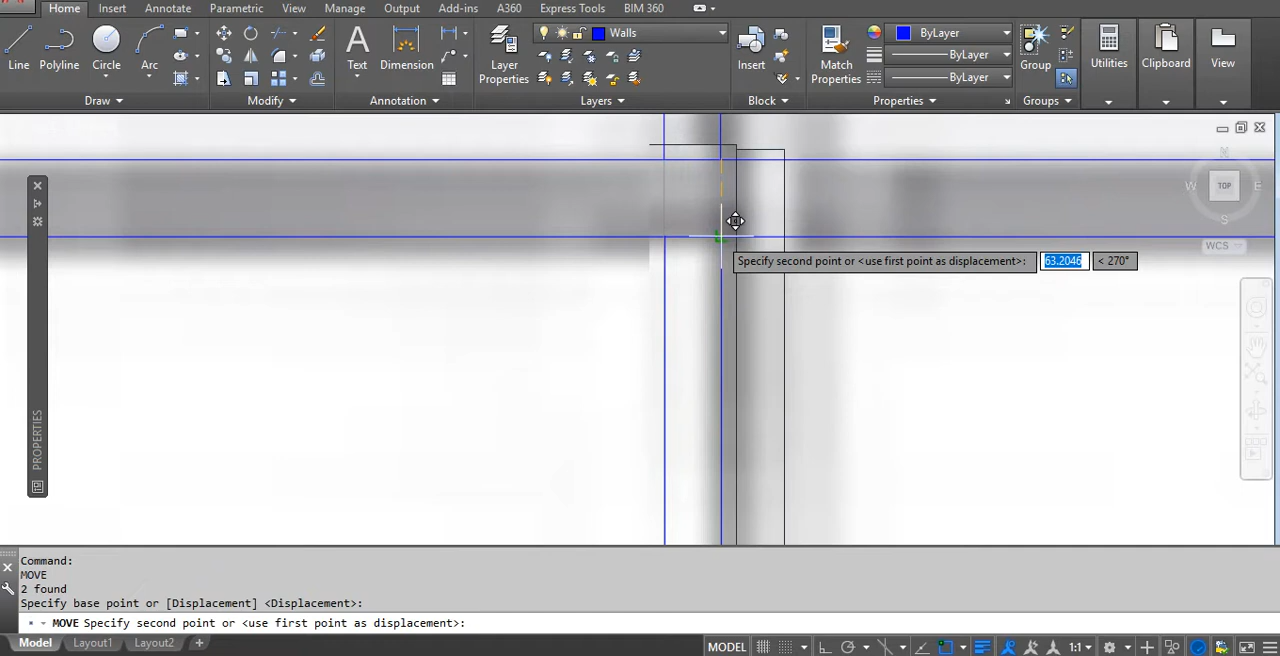 Home Insert Annotate Parametric View Manage Output Add-ins A360 Express Tools BIM 360
Line Polyline Circle Arc
Text Dimension
Layer
Properties
Walls
Insert
Match
Properties
ByLayer
ByLayer
ByLayer
Group
Utilities
Clipboard
View
Draw Modify Annotation Layers Block Properties Groups
TOP
W E
S
WCS
PROPERTIES
Specify second point or <use first point as displacement>: 63.2046 < 270°
Command:
MOVE
2 found
Specify base point or [Displacement] <Displacement>:
MOVE Specify second point or <use first point as displacement>:
Model Layout1 Layout2 +
MODEL 1:1